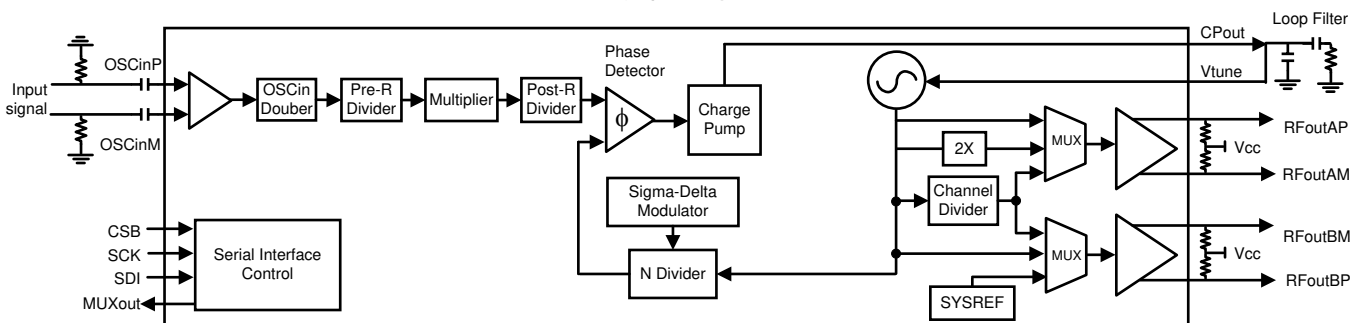 Loop Filter
CPout
Vtune
OSCinP
Input
signal
OSCinM
OSCin
Douber
Pre-R
Divider
Multiplier
Post-R
Divider
Phase
Detector
ϕ
Charge
Pump
MUX
2X
Channel
Divider
RFoutAP
Vcc
RFoutAM
Sigma-Delta
Modulator
N Divider
MUX
SYSREF
RFoutBM
Vcc
RFoutBP
CSB
SCK
SDI
MUXout
Serial Interface
Control